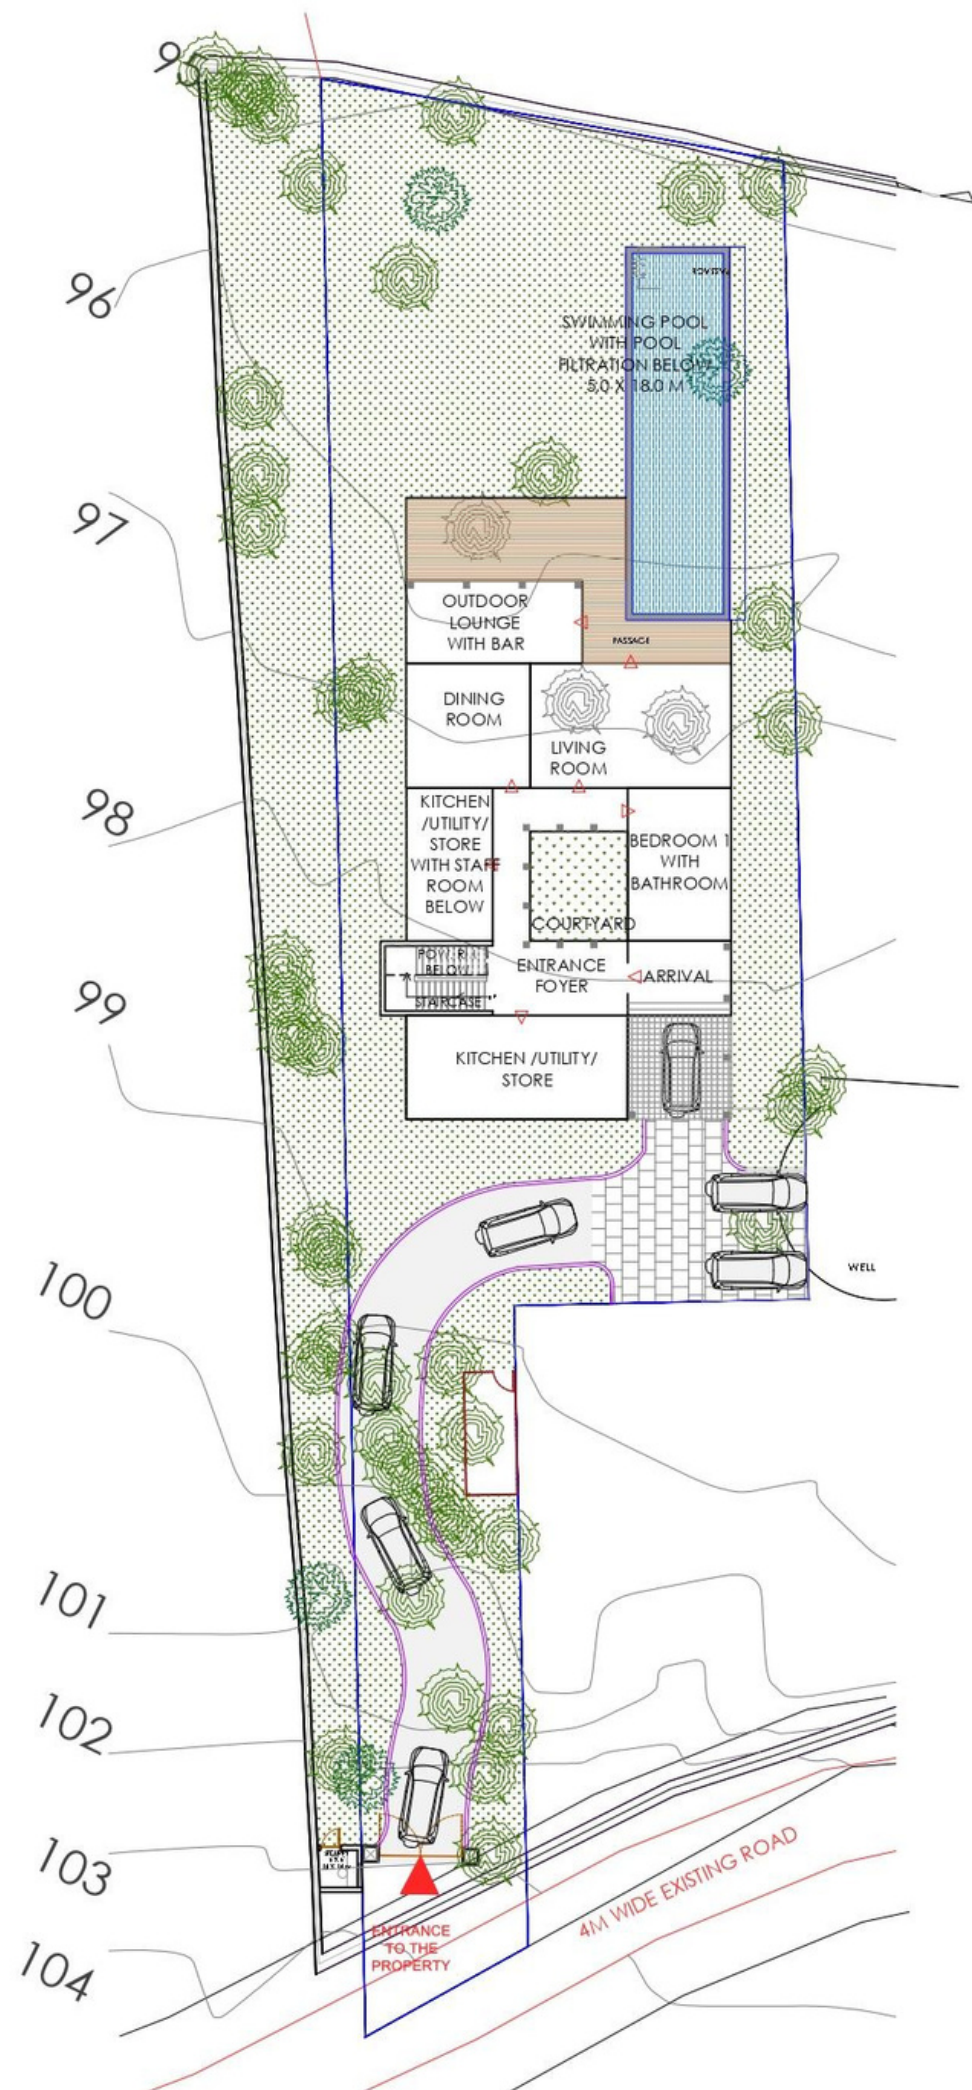 95
96
SWIMMING POOL
WITH POOL
FILTRATION BELOW
5.0 X 18.0 M
97
OUTDOOR
LOUNGE
WITH BAR
PASSAGE
DINING
ROOM
LIVING
ROOM
98
KITCHEN
/UTILITY/
STORE
WITH STAFF
ROOM
BELOW
BEDROOM 1
WITH
BATHROOM
COURTYARD
BELOW
STAIRCASE
ENTRANCE
FOYER
ARRIVAL
99
KITCHEN /UTILITY/
STORE
WELL
100
101
102
103
ENTRANCE
TO THE
PROPERTY
4M WIDE EXISTING ROAD
104